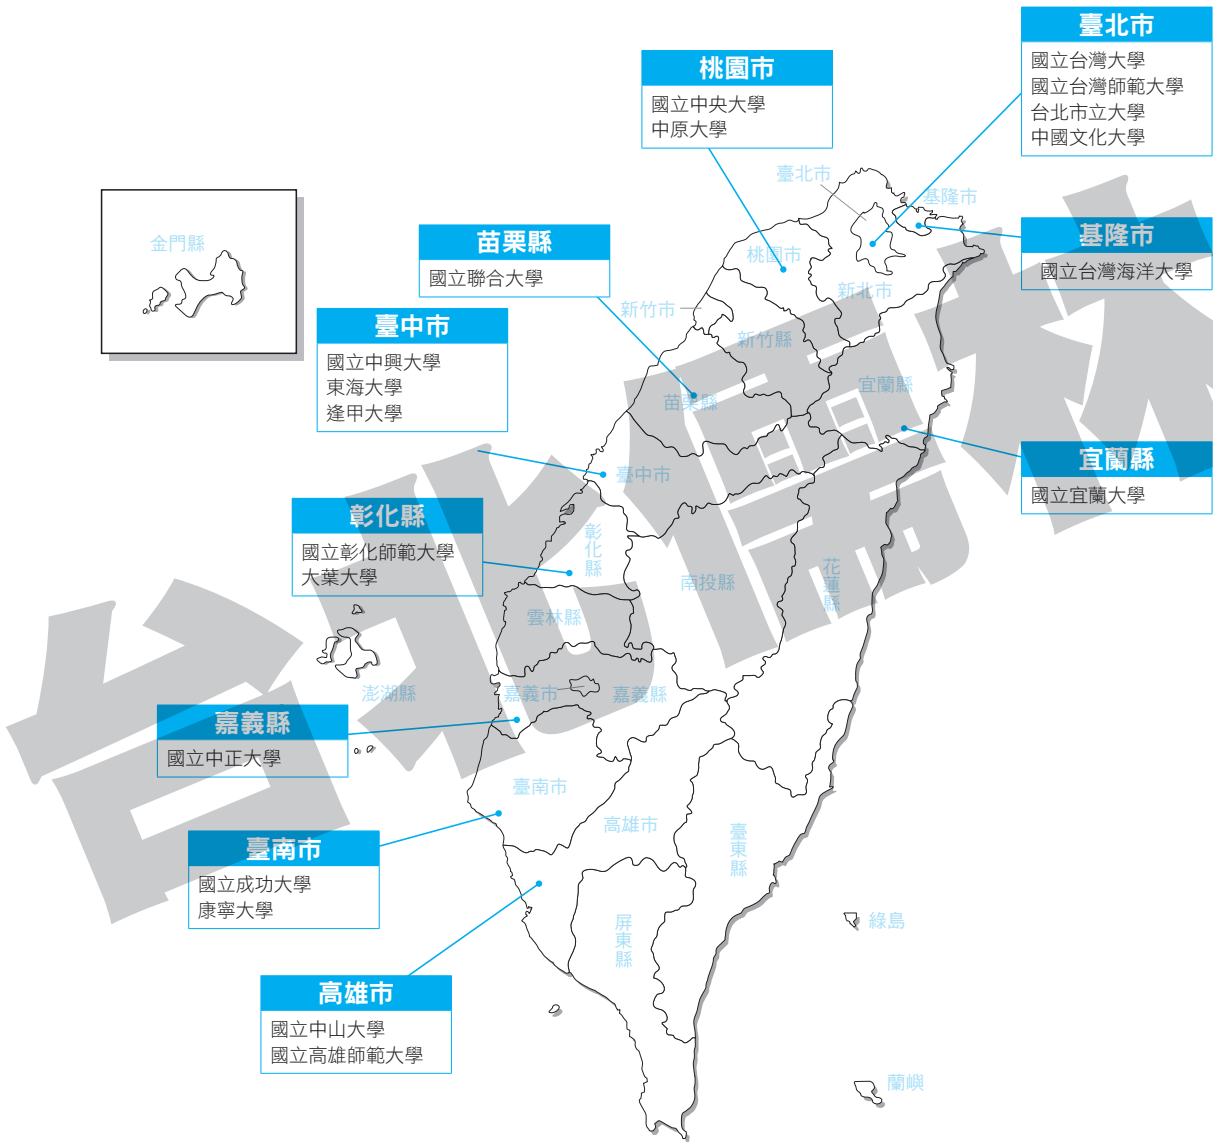 臺北市
國立台灣大學
國立台灣師範大學
台北市立大學
中國文化大學
桃園市
國立中央大學
中原大學
臺北市
基隆市
基隆市
國立台灣海洋大學
苗栗縣
國立聯合大學
金門縣
桃園市
新北市
新竹市
新竹縣
臺中市
國立中興大學
東海大學
逢甲大學
苗栗縣
宜蘭縣
宜蘭縣
國立宜蘭大學
臺中市
彰化縣
國立彰化師範大學
大葉大學
彰化縣
南投縣
花蓮縣
雲林縣
澎湖縣
嘉義市
嘉義縣
嘉義縣
國立中正大學
臺南市
高雄市
臺東縣
臺南市
國立成功大學
康寧大學
屏東縣
綠島
高雄市
國立中山大學
國立高雄師範大學
蘭嶼
台北儒林